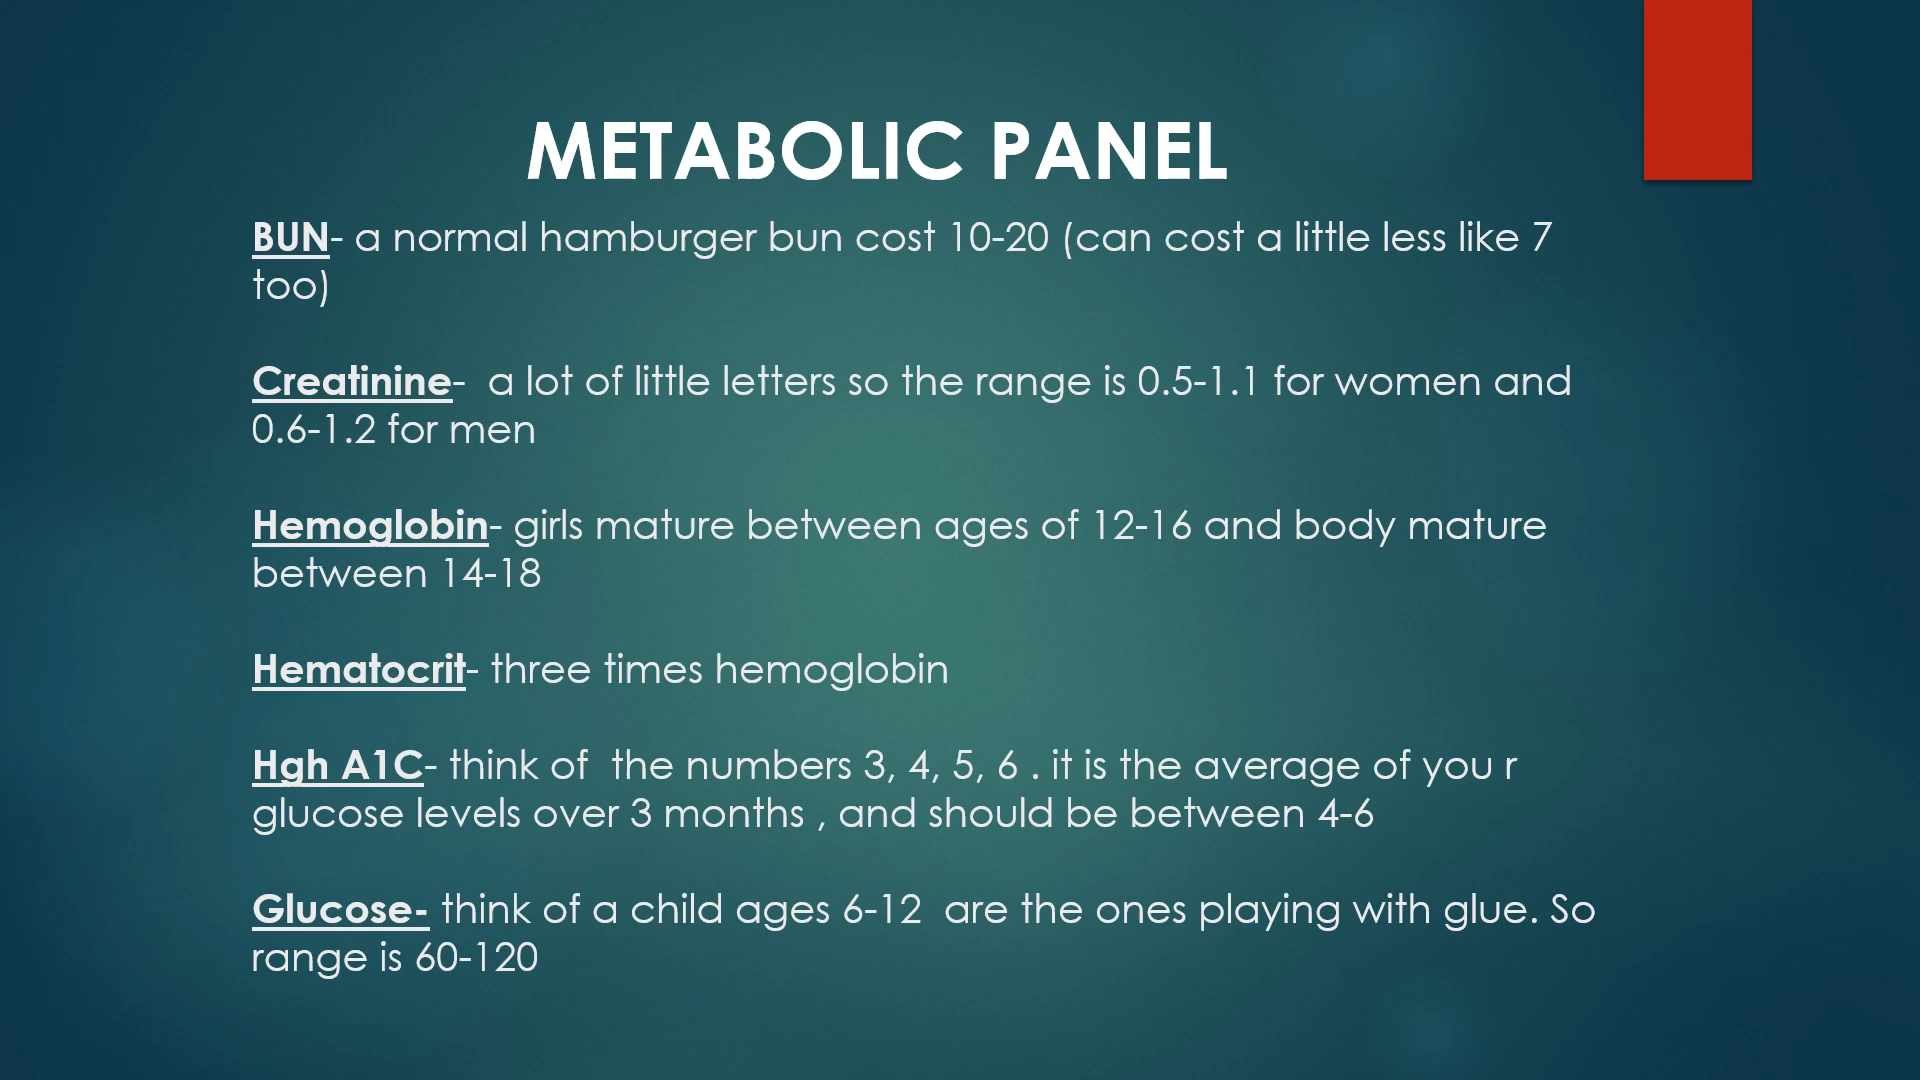 METABOLIC PANEL
BUN- a normal hamburger bun cost 10-20 (can cost a little less like 7
too)
Creatinine-  a lot of little letters so the range is 0.5-1.1 for women and
0.6-1.2 for men
Hemoglobin- girls mature between ages of 12-16 and body mature
between 14-18
Hematocrit- three times hemoglobin
Hgh A1C- think of  the numbers 3, 4, 5, 6 . it is the average of you r
glucose levels over 3 months , and should be between 4-6
Glucose- think of a child ages 6-12  are the ones playing with glue. So
range is 60-120